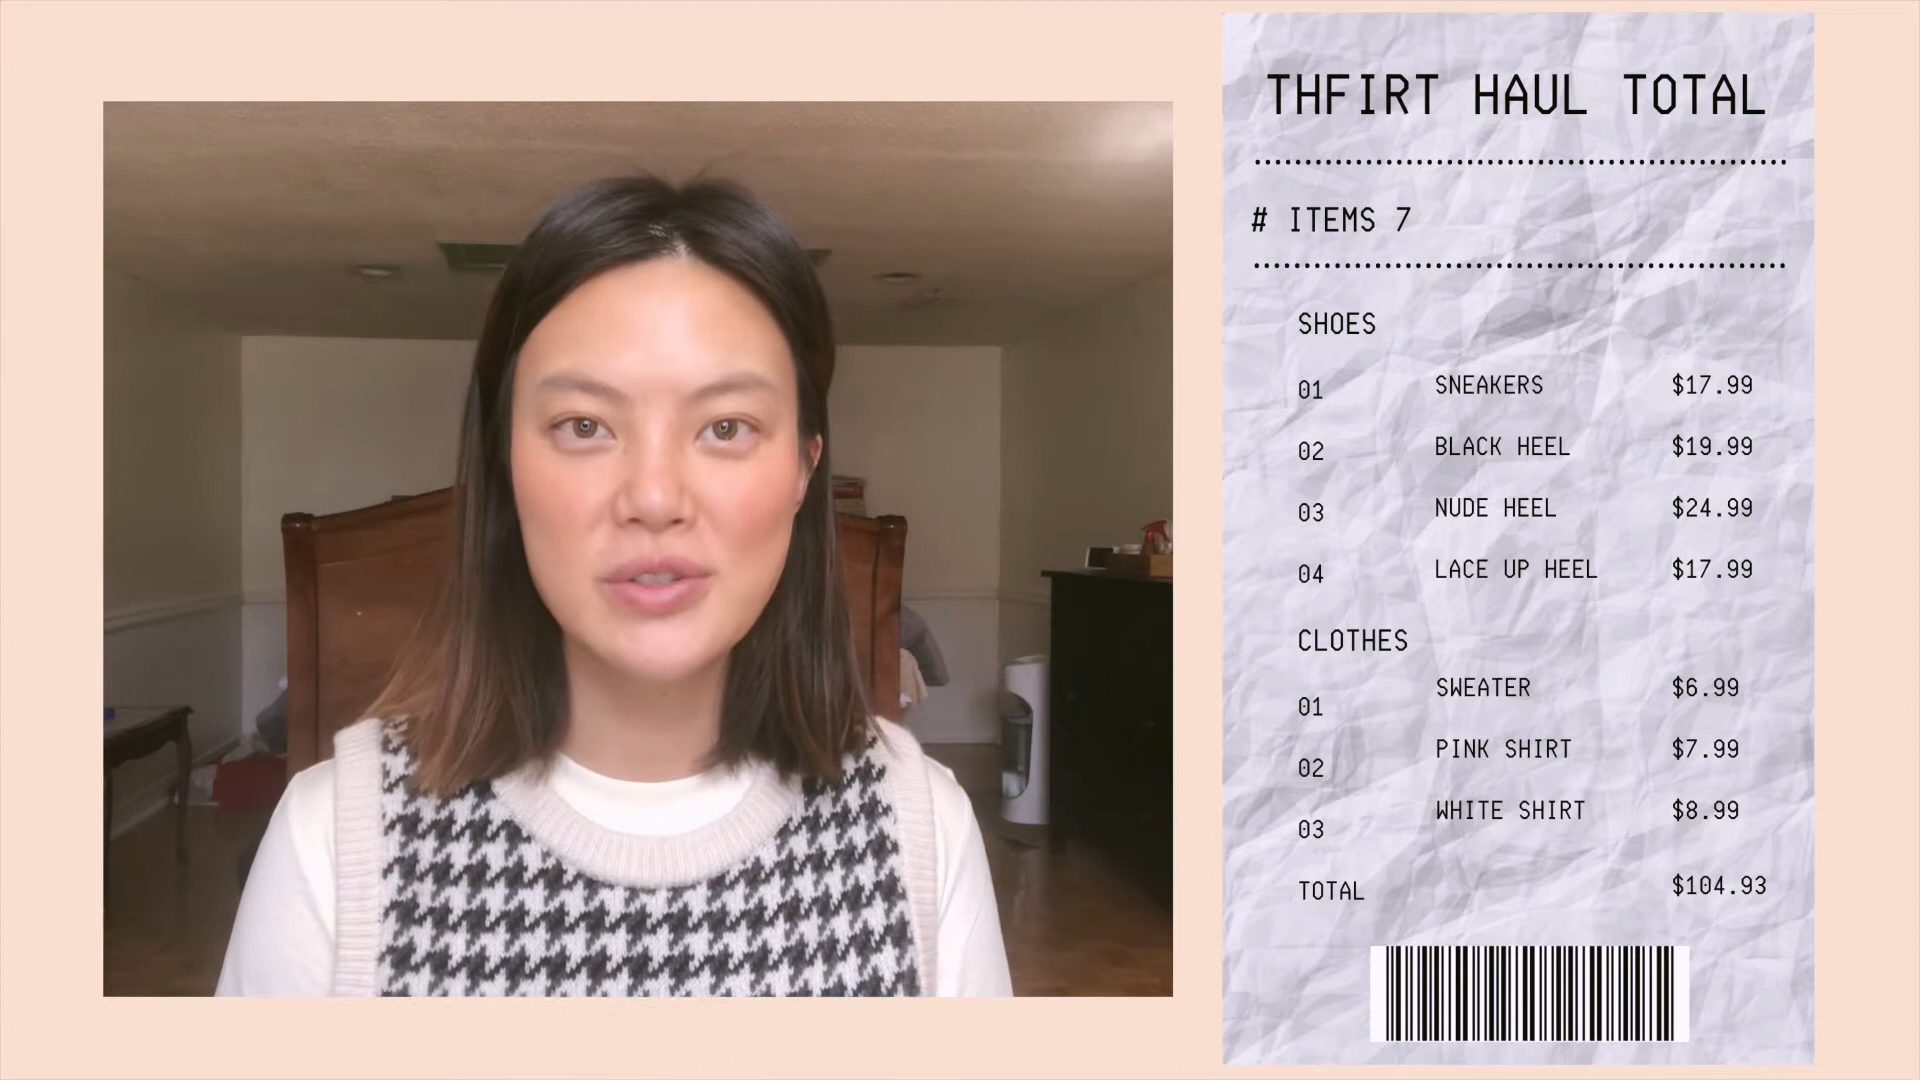 THFIRT HAUL TOTAL
# ITEMS 7
SHOES
01 SNEAKERS $17.99
02 BLACK HEEL $19.99
03 NUDE HEEL $24.99
04 LACE UP HEEL $17.99
CLOTHES
01 SWEATER $6.99
02 PINK SHIRT $7.99
03 WHITE SHIRT $8.99
TOTAL $104.93